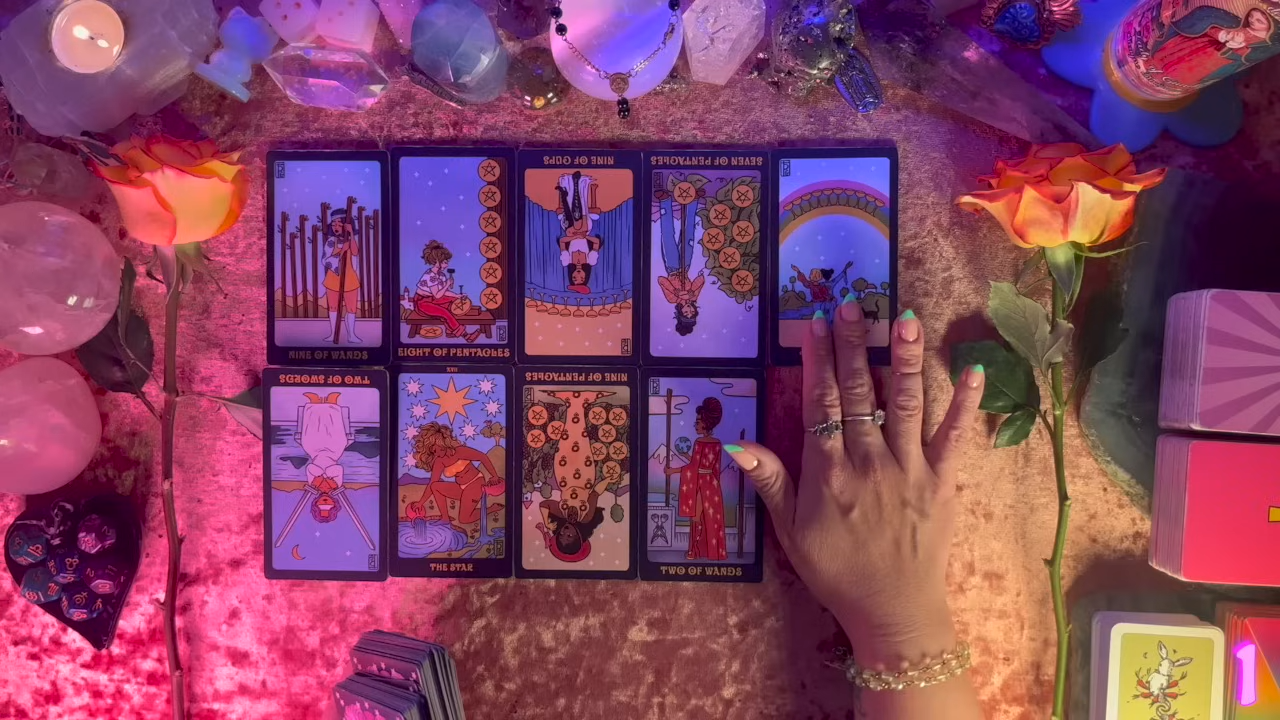 NINE OF CUPS
SEVEN OF PENTACLES
NINE OF WANDS
EIGHT OF PENTACLES
TWO OF SWORDS
NINE OF PENTACLES
THE STAR
TWO OF WANDS
1